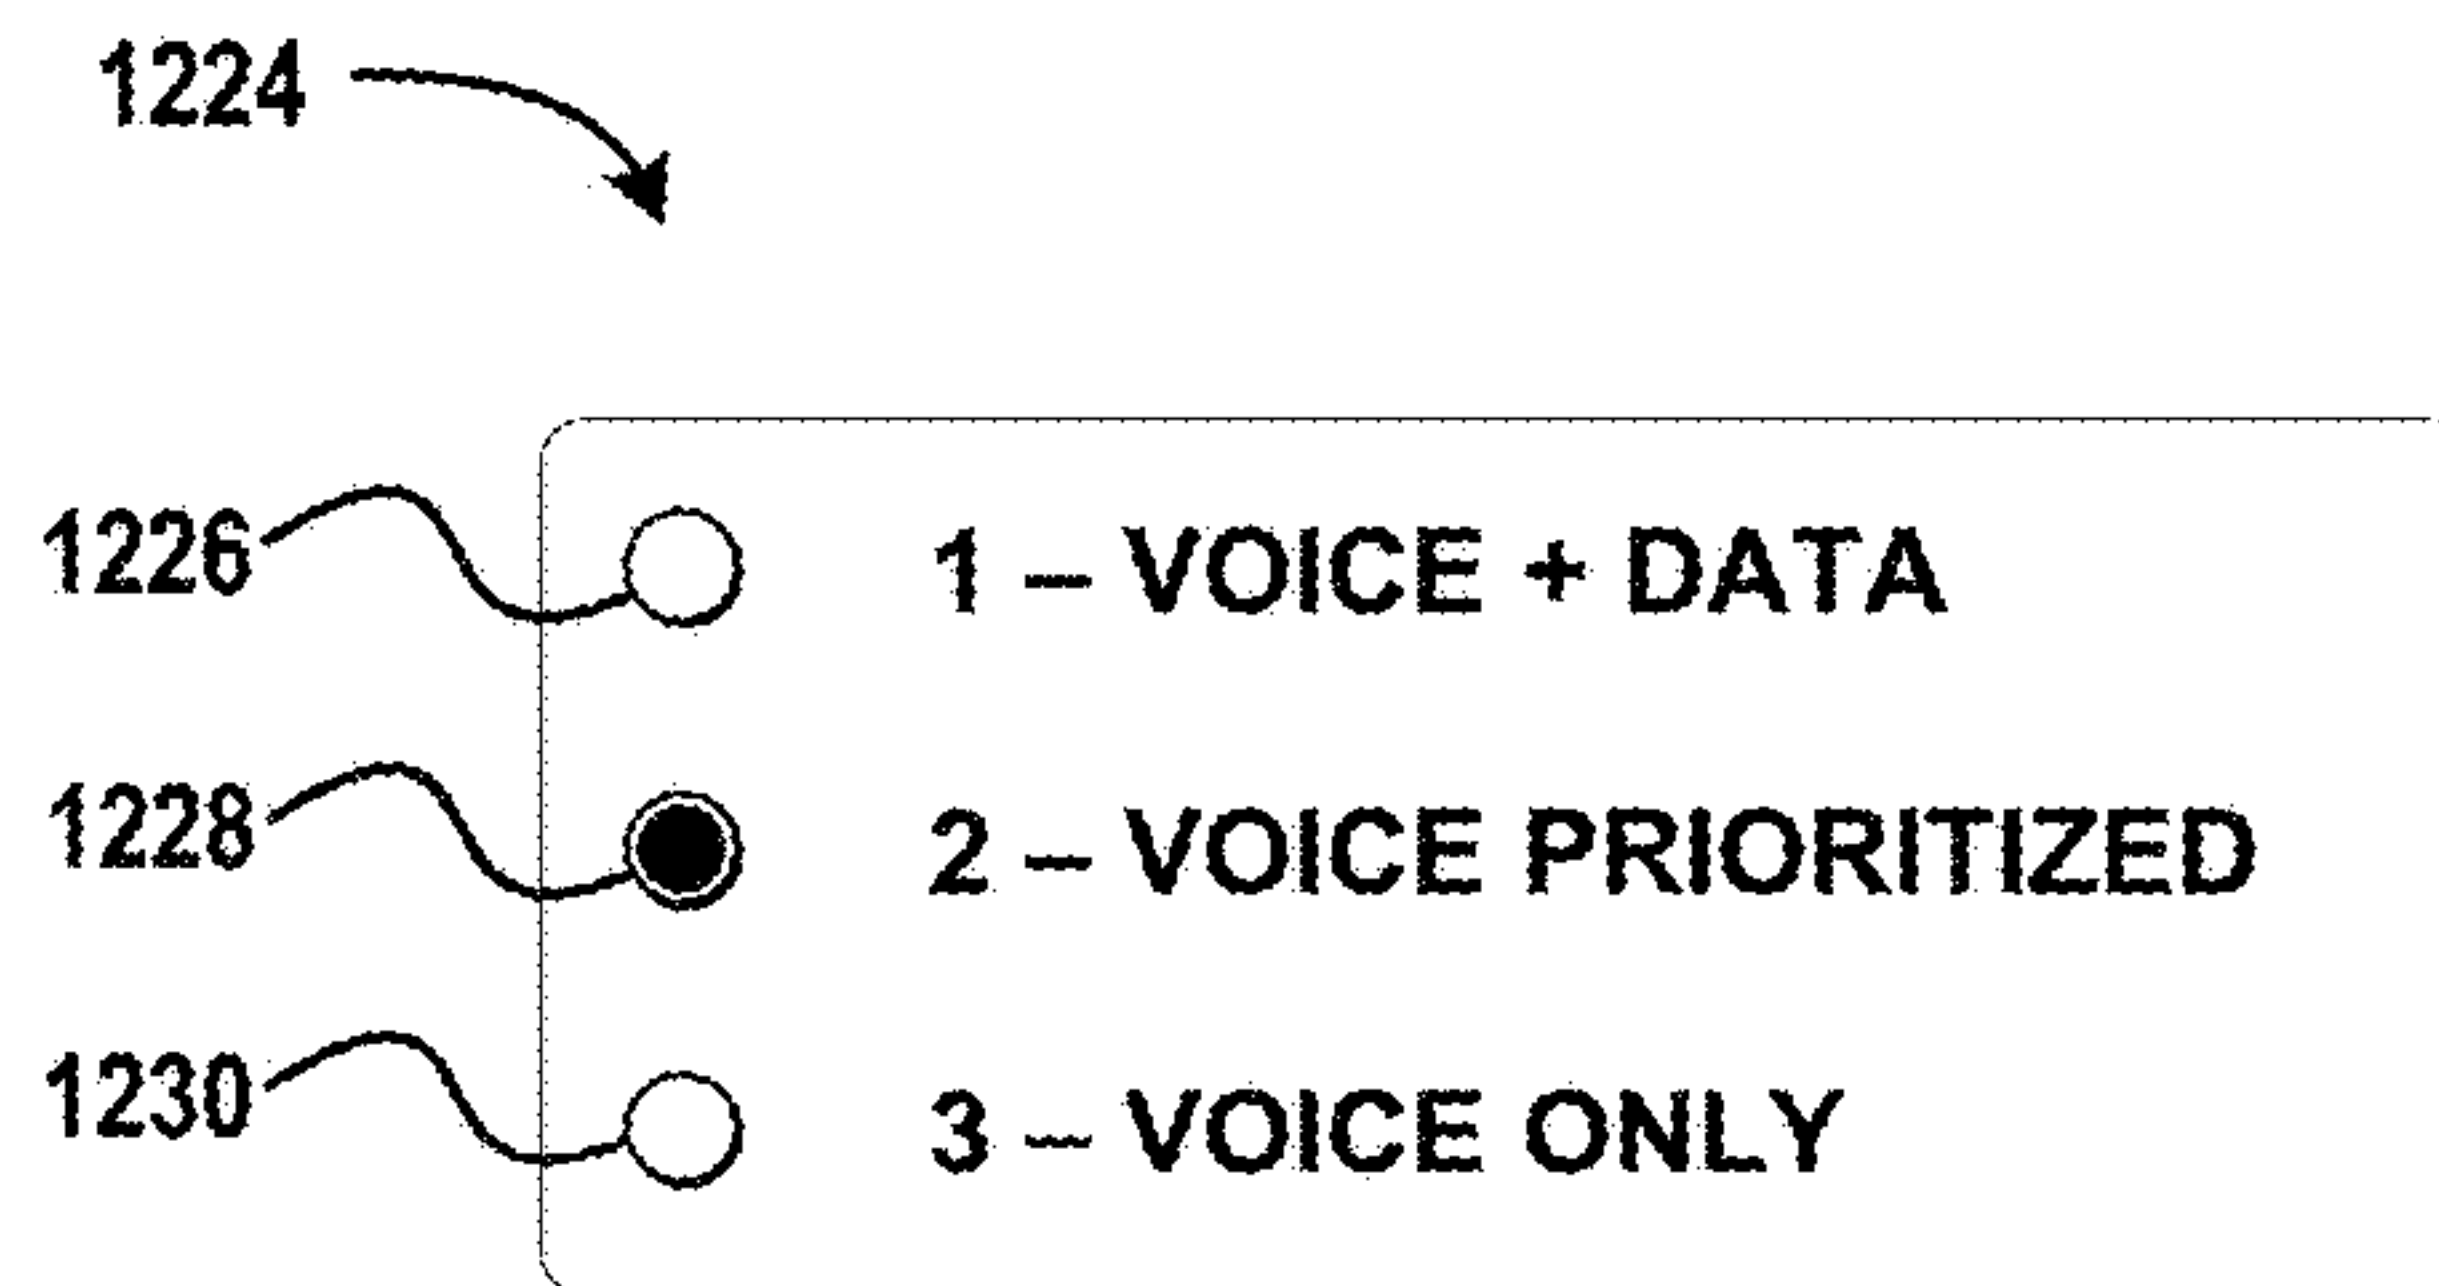 1224
1226 1 – VOICE + DATA
1228 2 – VOICE PRIORITIZED
1230 3 – VOICE ONLY